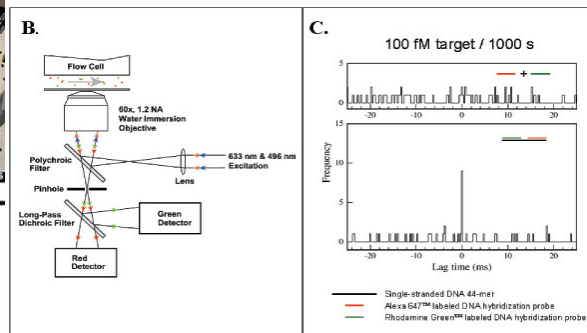 B.
Flow Cell
60x, 1.2 NA
Water Immersion
Objective
Polychroic
Filter
633 nm & 496 nm
Excitation
Lens
Pinhole
Long-Pass
Dichroic Filter
Green
Detector
Red
Detector
C.
100 fM target / 1000 s
5
0
-20 -10 0 10 20
15
10
5
0
Frequency
-20 -10 0 10 20
Lag time (ms)
Single-stranded DNA 44-mer
Alexa 647™ labeled DNA hybridization probe
Rhodamine Green™ labeled DNA hybridization probe